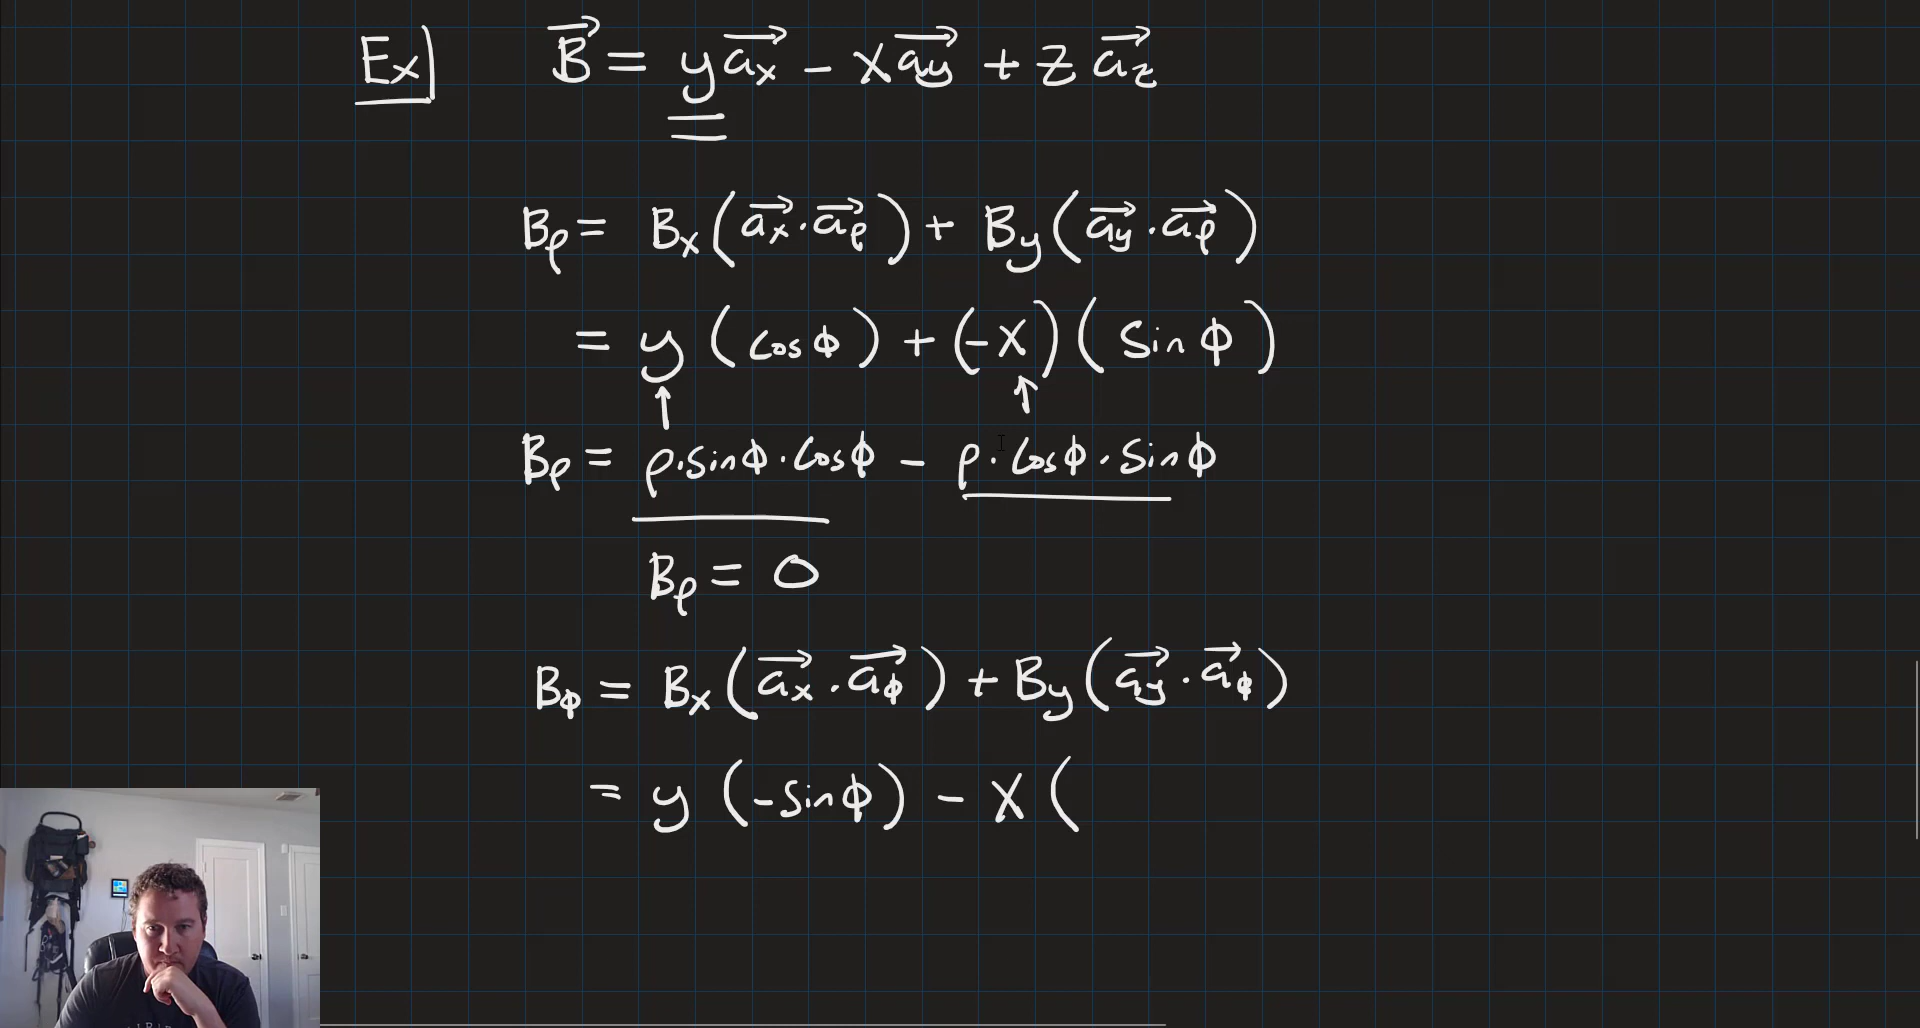 Ex B⃗ = y a⃗x - x a⃗y + z a⃗z
Bρ = Bx (a⃗x · a⃗ρ) + By (a⃗y · a⃗ρ)
= y (cos ϕ) + (-x) (sin ϕ)
Bρ = ρ · sin ϕ · cos ϕ - ρ · cos ϕ · sin ϕ
Bρ = 0
Bϕ = Bx (a⃗x · a⃗ϕ) + By (a⃗y · a⃗ϕ)
= y (-sin ϕ) - x (